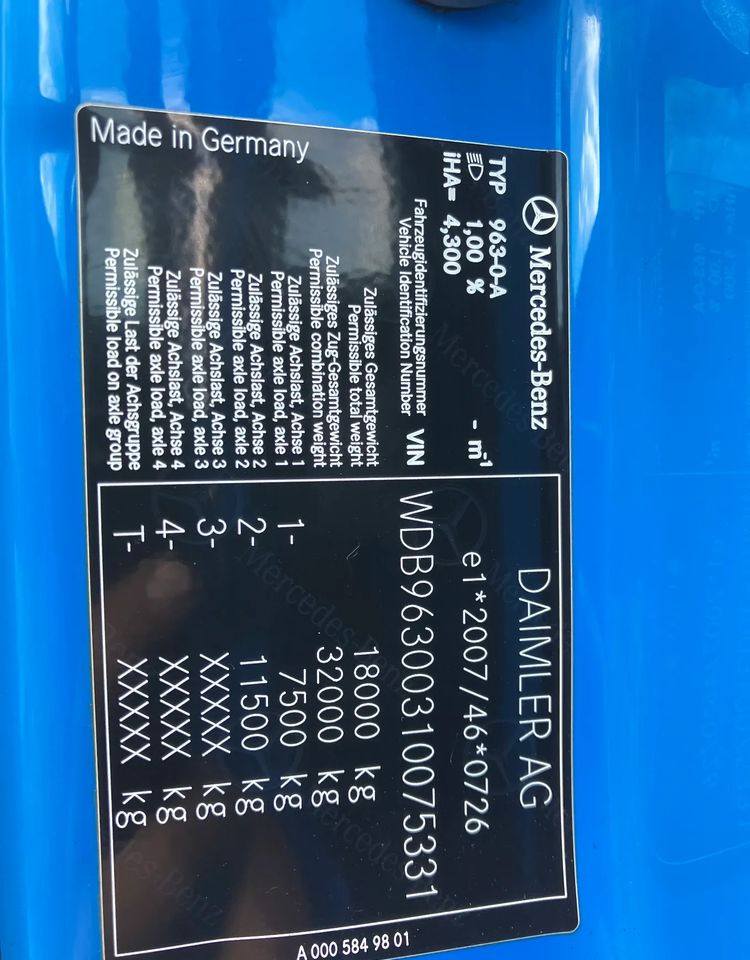 Mercedes-Benz
TYP 963-0-A
1,00 % - m⁻¹
iHA= 4,300
DAIMLER AG
e1*2007/46*0726
Fahrzeugidentifizierungsnummer
Vehicle Identification Number VIN WDB96300310075331
Zulässiges Gesamtgewicht
Permissible total weight 18000 kg
Zulässiges Zug-Gesamtgewicht
Permissible combination weight 32000 kg
Zulässige Achslast, Achse 1
Permissible axle load, axle 1 1- 7500 kg
Zulässige Achslast, Achse 2
Permissible axle load, axle 2 2- 11500 kg
Zulässige Achslast, Achse 3
Permissible axle load, axle 3 3- XXXXX kg
Zulässige Achslast, Achse 4
Permissible axle load, axle 4 4- XXXXX kg
Zulässige Last der Achsgruppe
Permissible load on axle group T- XXXXX kg
Made in Germany
A 000 584 98 01